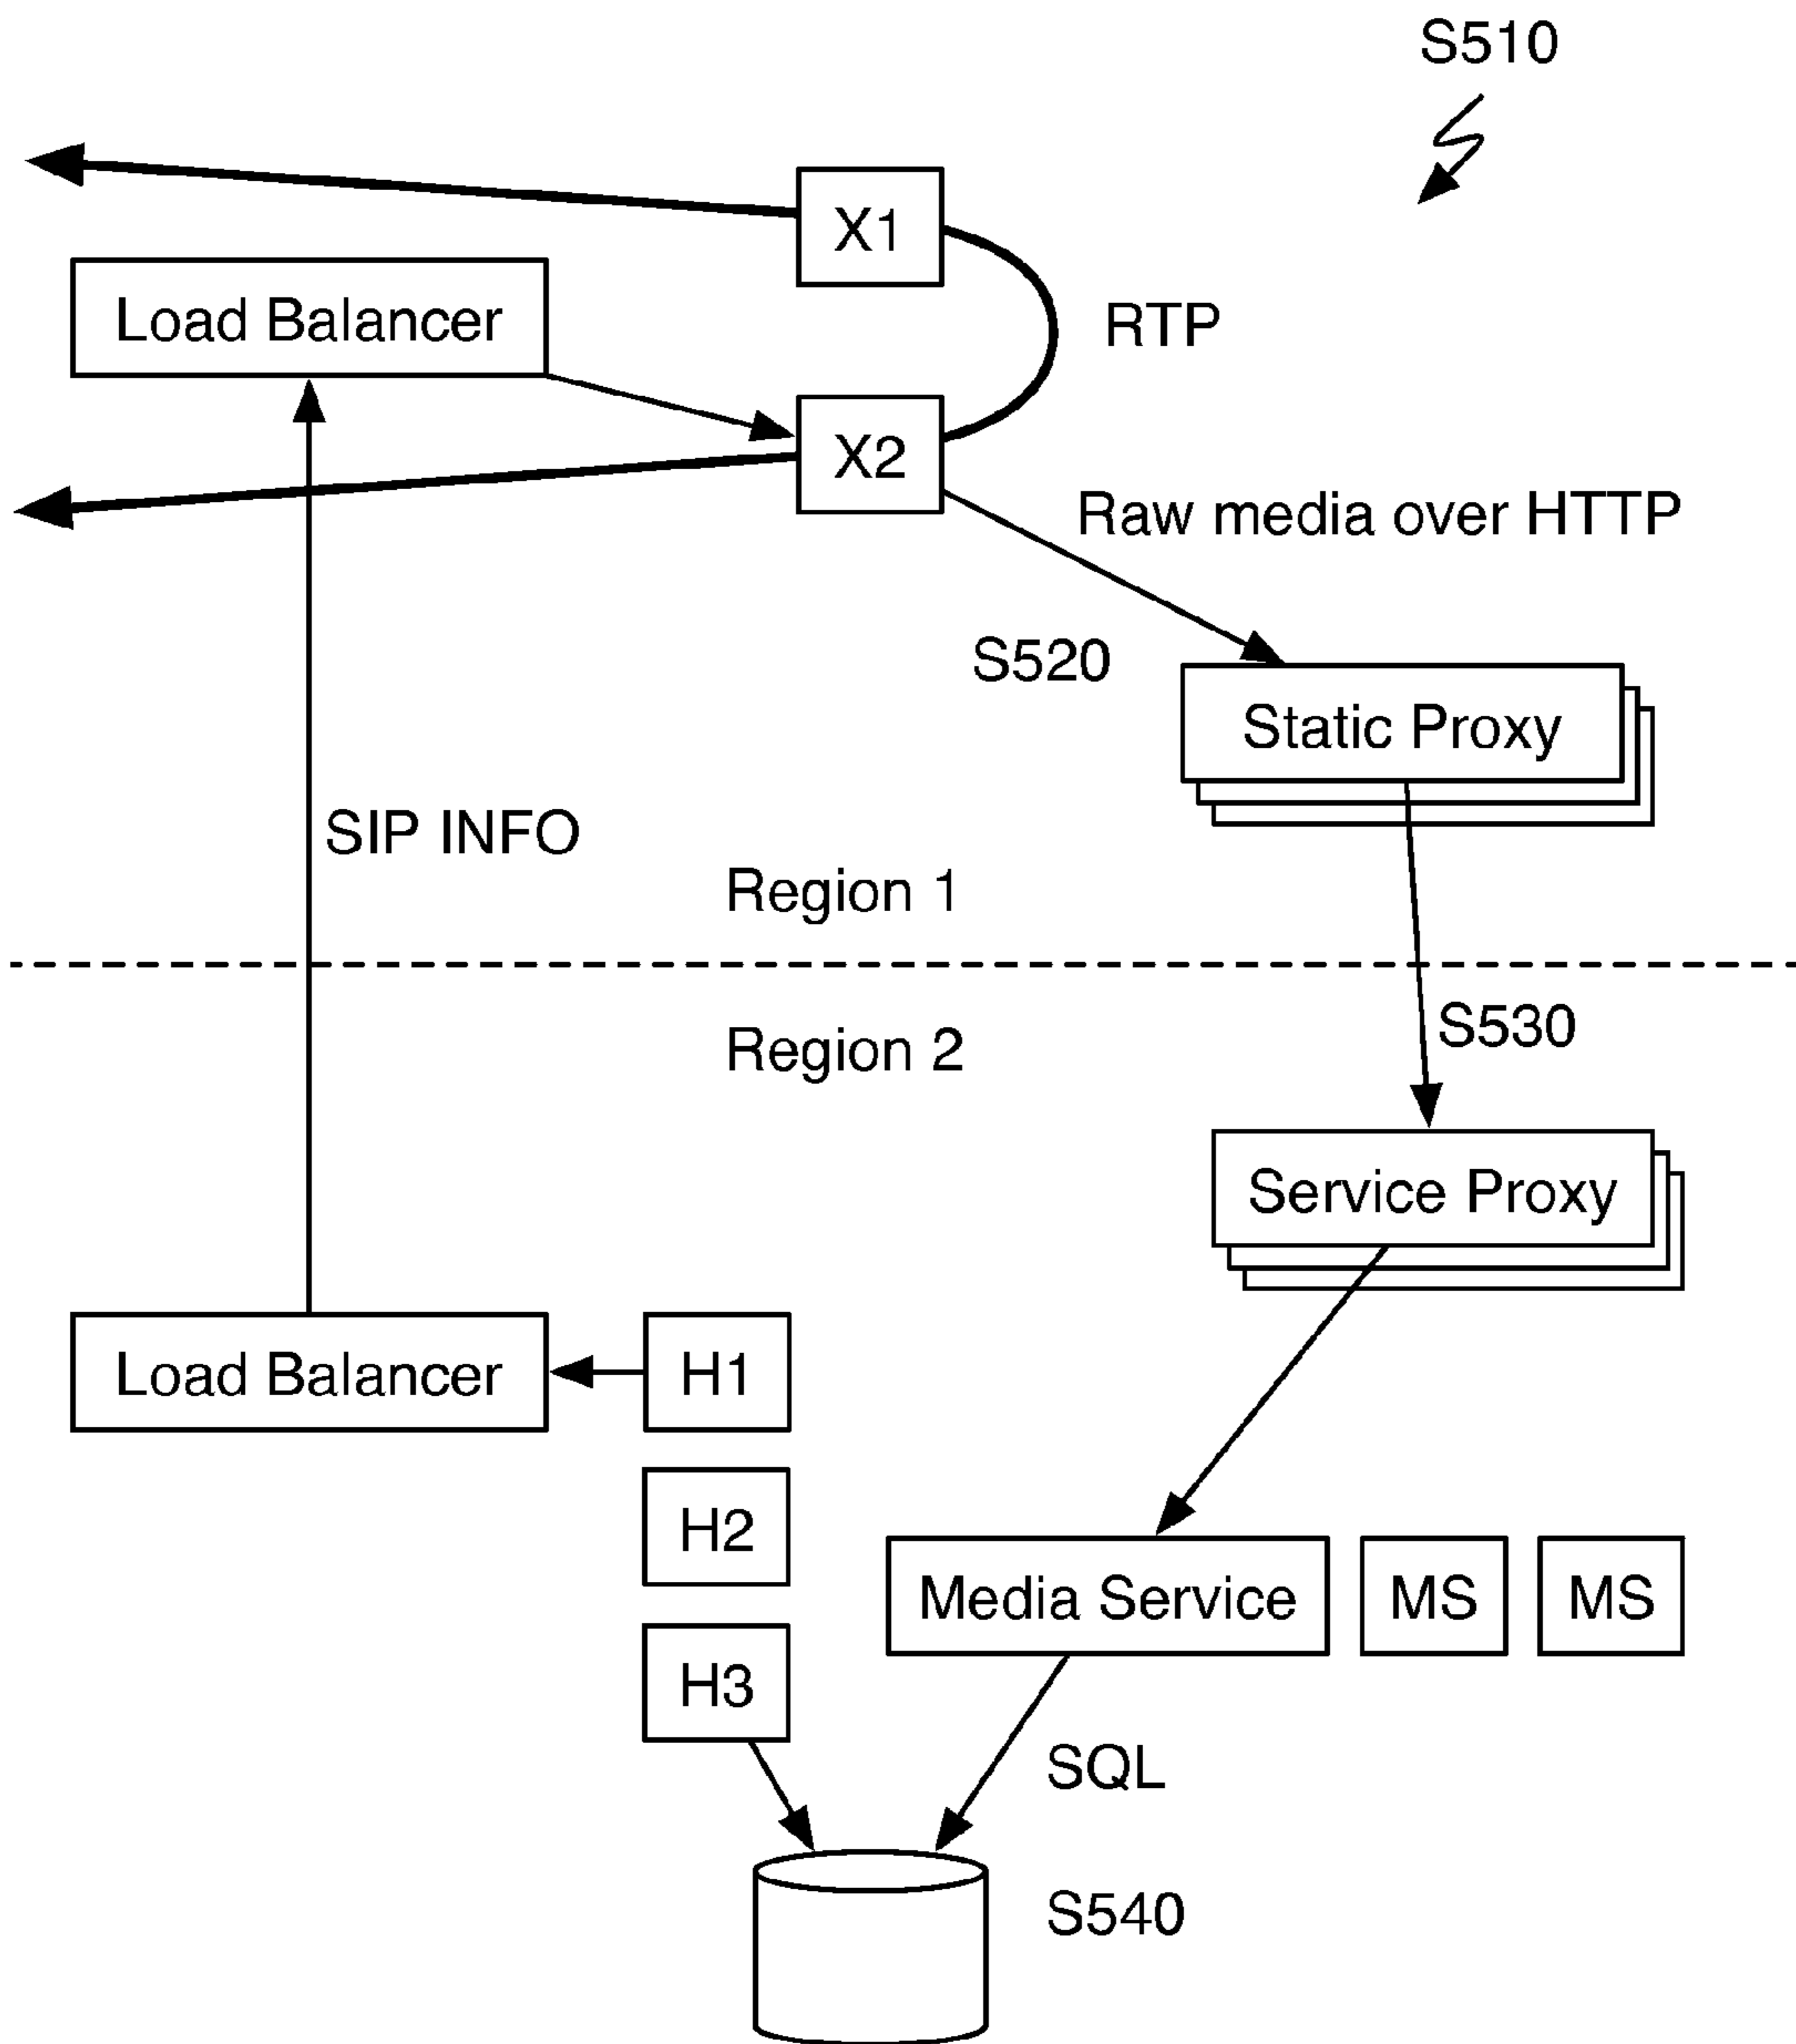 S510
X1
Load Balancer
RTP
X2
Raw media over HTTP
S520
Static Proxy
SIP INFO
Region 1
S530
Region 2
Service Proxy
Load Balancer
H1
H2
Media Service
MS
MS
H3
SQL
S540